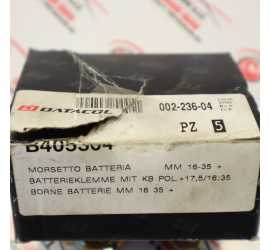 DATACOL
002-236-04
PZ 5
B405304
MORSETTO BATTERIA MM 16-35 +
BATTERIEKLEMME MIT KB POL.+17,5/16:35
BORNE BATTERIE MM 16 35 +